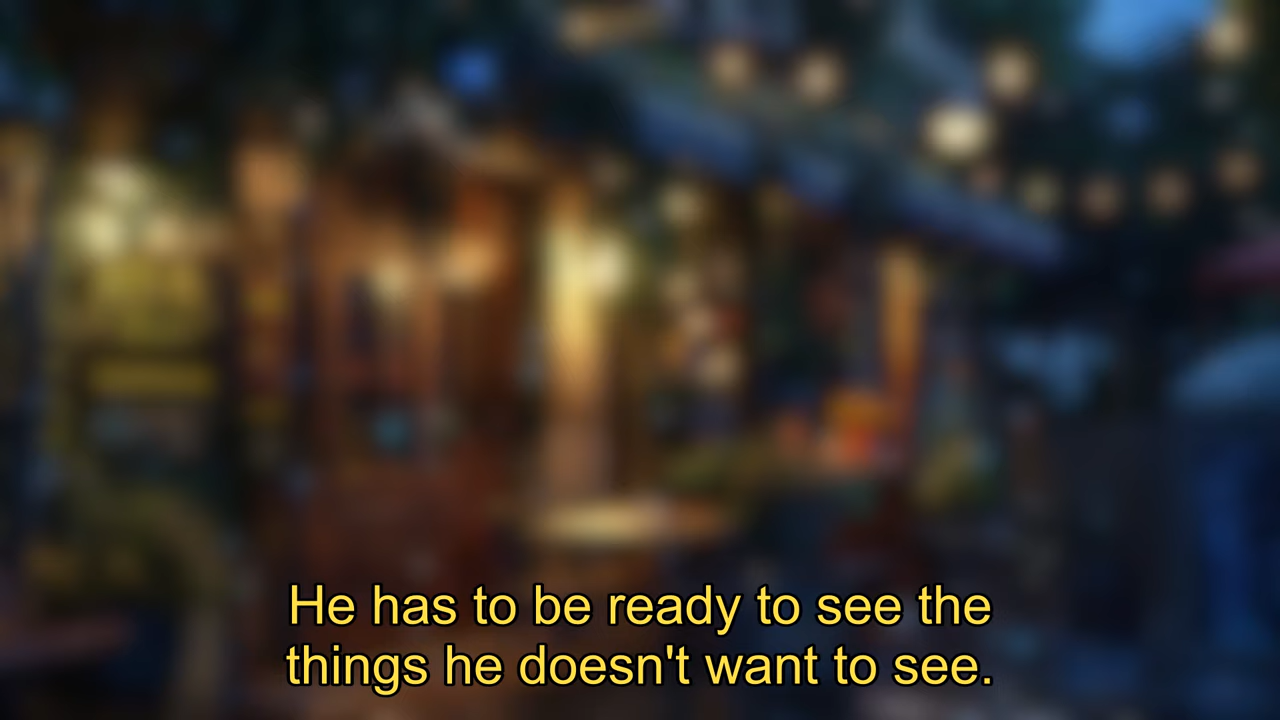 He has to be ready to see the
things he doesn't want to see.